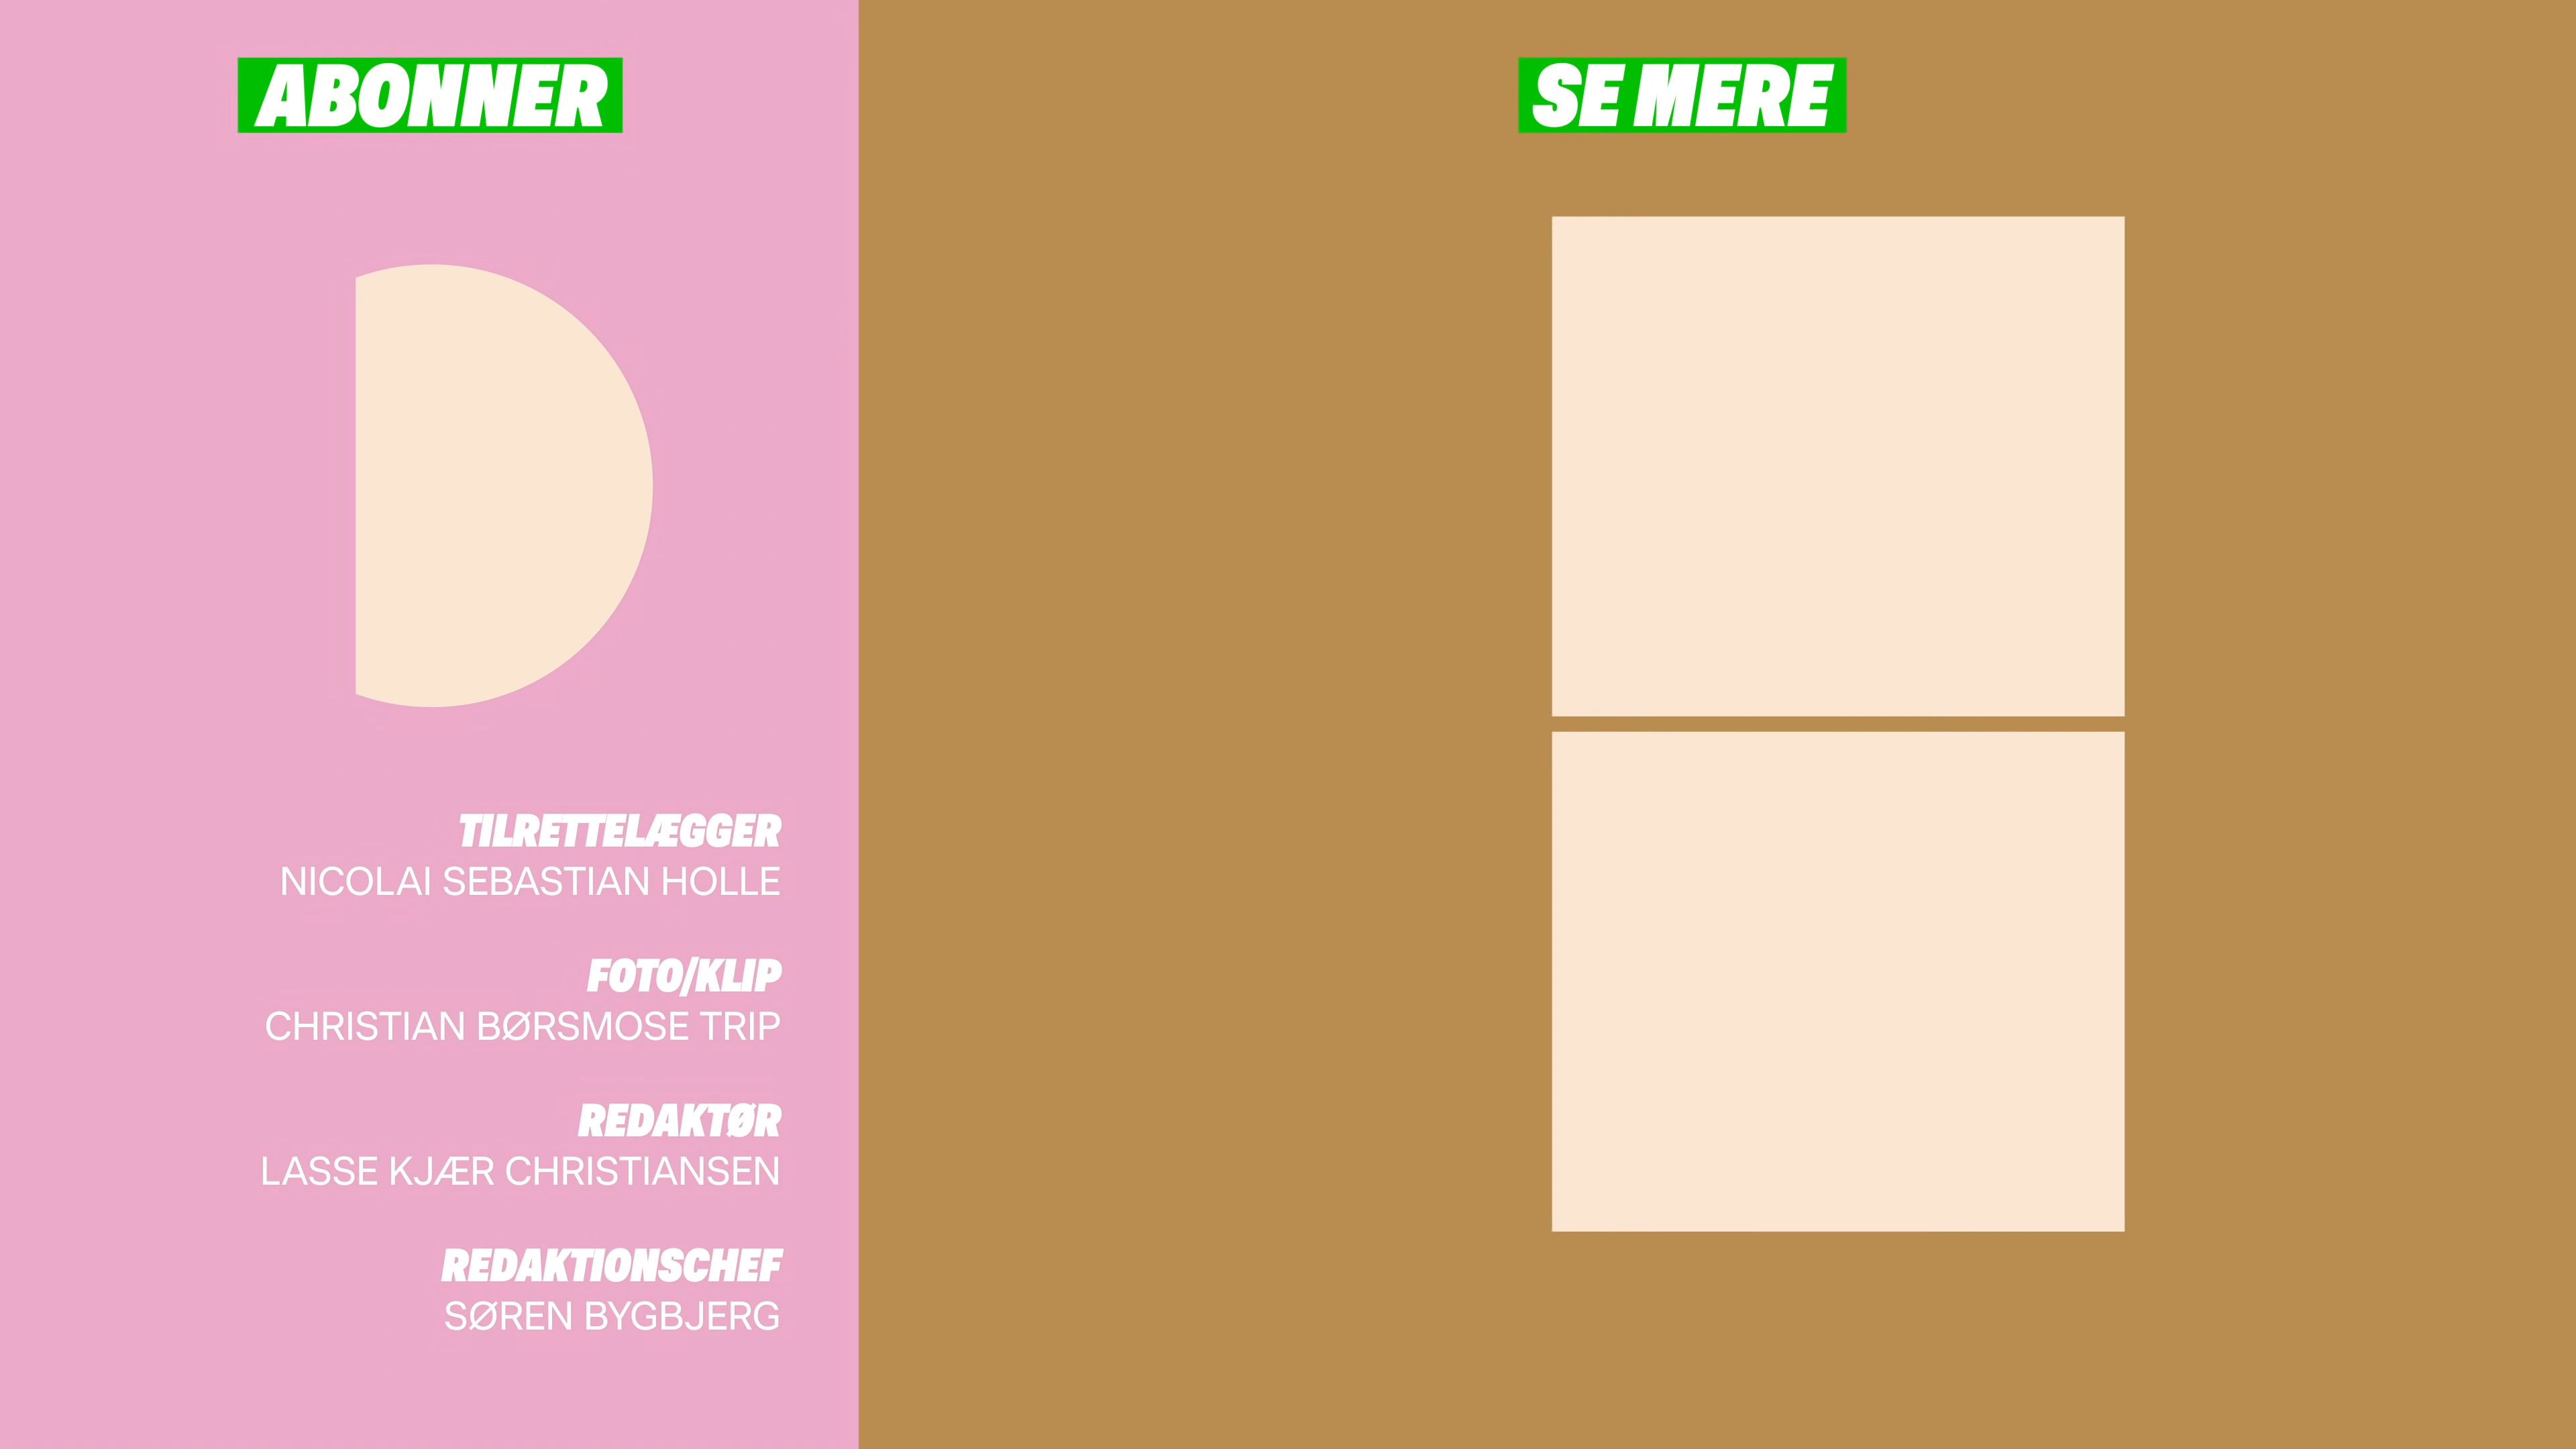 ABONNER
TILRETTELÆGGER
NICOLAI SEBASTIAN HOLLE
FOTO/KLIP
CHRISTIAN BØRSMOSE TRIP
REDAKTØR
LASSE KJÆR CHRISTIANSEN
REDAKTIONSCHEF
SØREN BYGBJERG
SE MERE